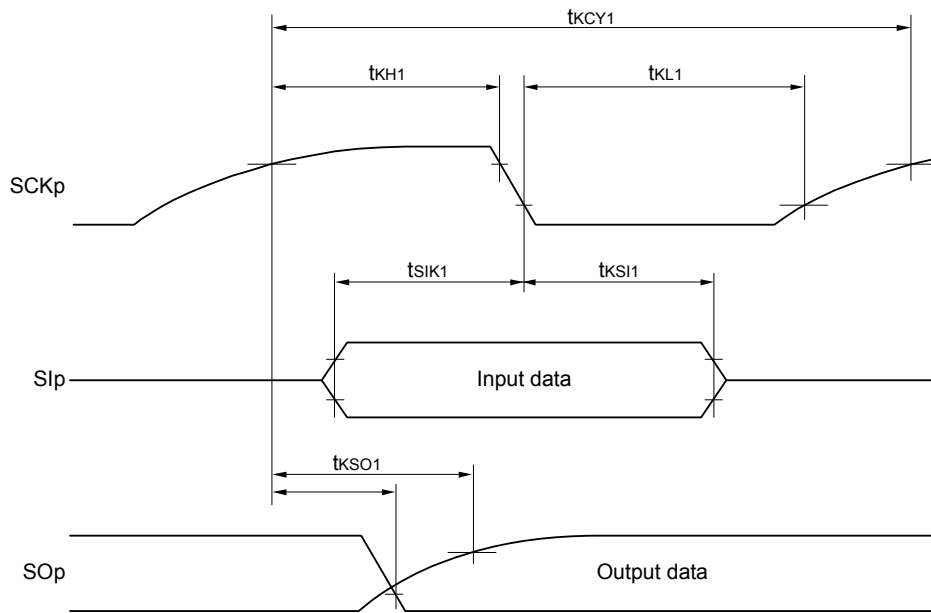 tKCY1
tKH1
tKL1
SCKp
tSIK1
tKSI1
SIp
Input data
tKSO1
SOp
Output data